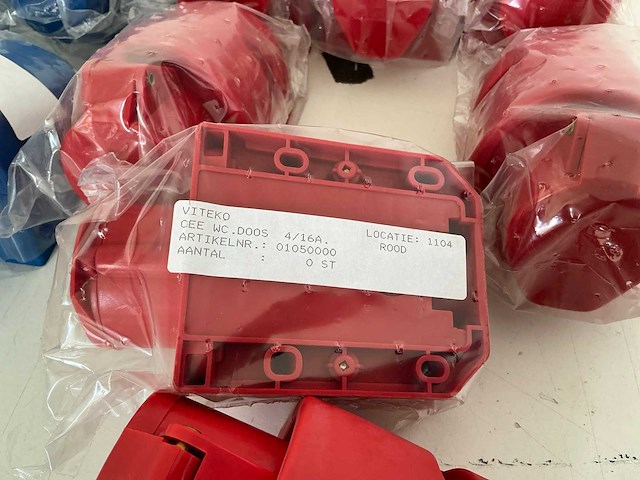 VITEKO
CEE WC.DOOS 4/16A. LOCATIE: 1104
ARTIKELNR.: 01050000 ROOD
AANTAL : 0 ST